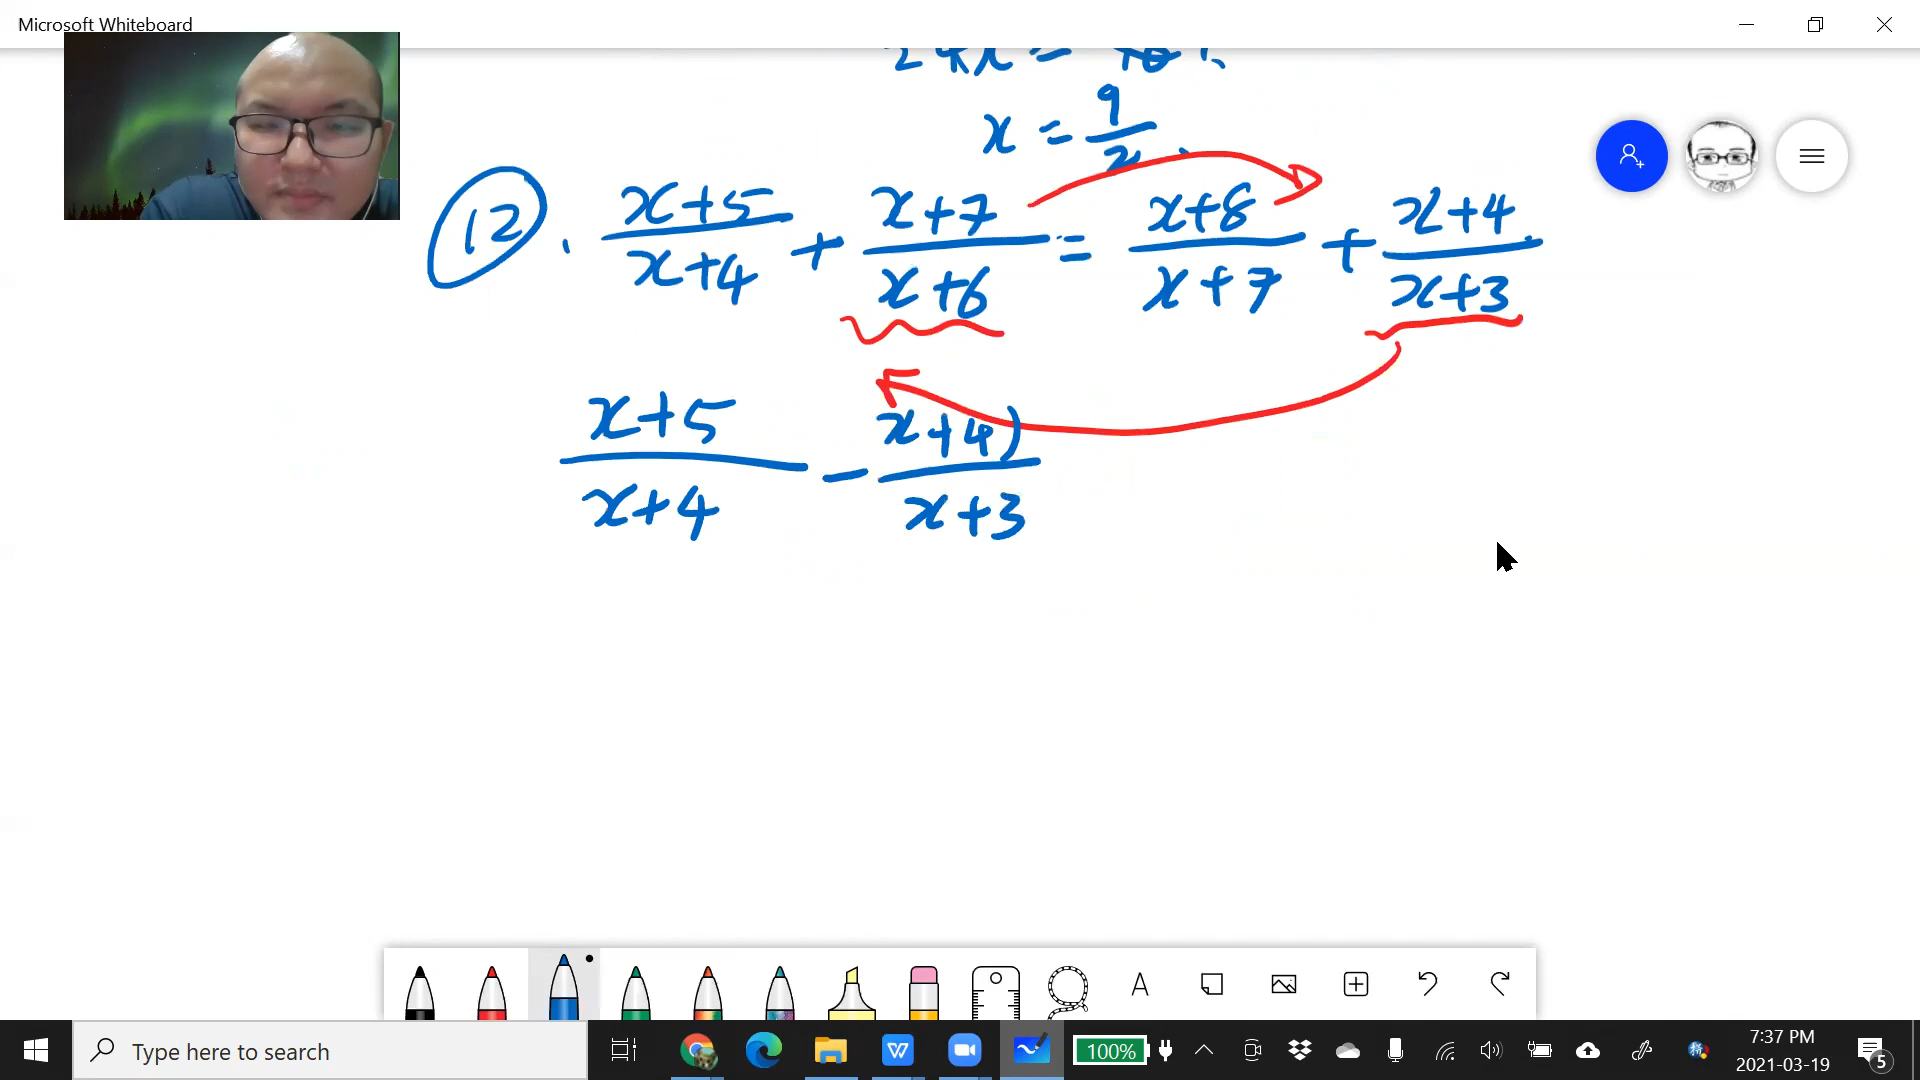 Microsoft Whiteboard
x = 9/2
12. (x+5)/(x+4) + (x+7)/(x+6) = (x+8)/(x+7) + (x+4)/(x+3)
(x+5)/(x+4) - (x+4)/(x+3)
A
Type here to search
100%
7:37 PM
2021-03-19
5